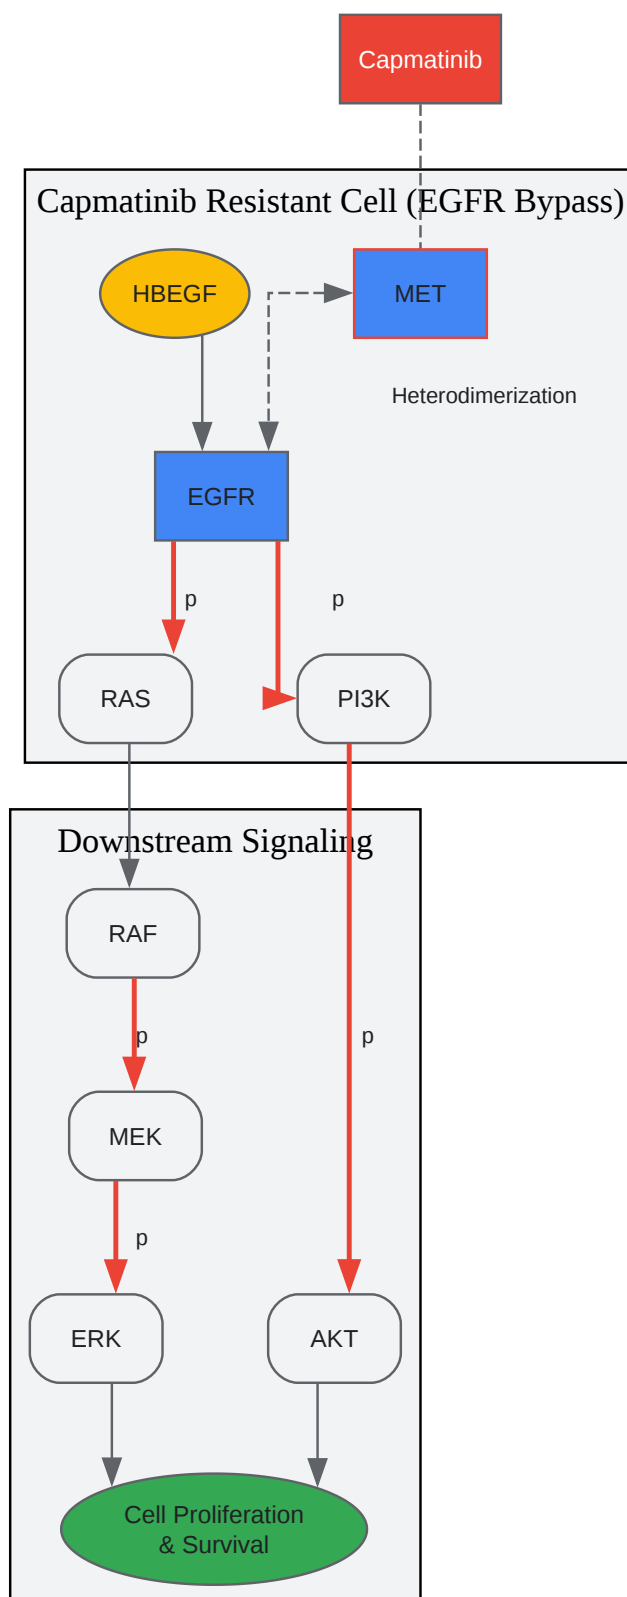 Capmatinib
Capmatinib Resistant Cell (EGFR Bypass)
HBEGF
MET
Heterodimerization
EGFR
p
p
RAS
PI3K
Downstream Signaling
RAF
p
p
MEK
p
ERK
AKT
Cell Proliferation
& Survival